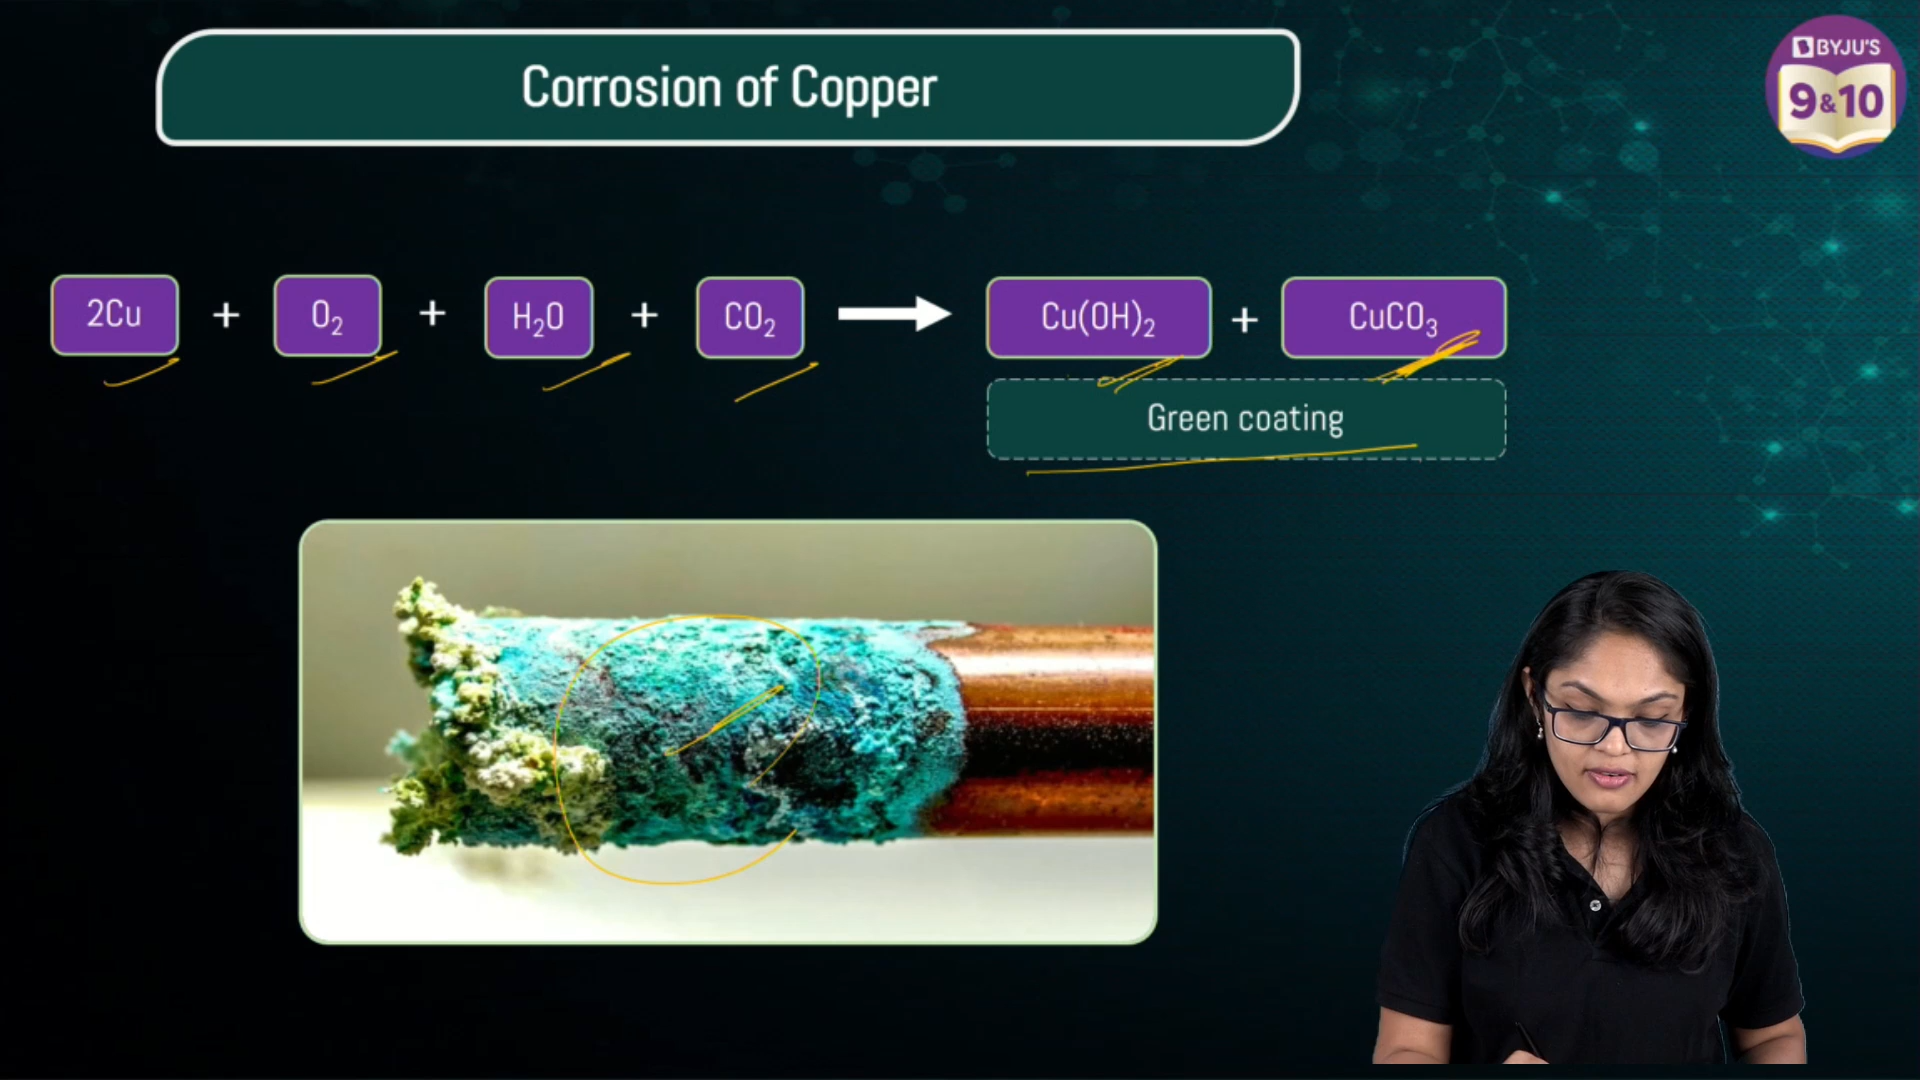 Corrosion of Copper
BYJU'S
9&10
2Cu + O₂ + H₂O + CO₂ → Cu(OH)₂ + CuCO₃
Green coating